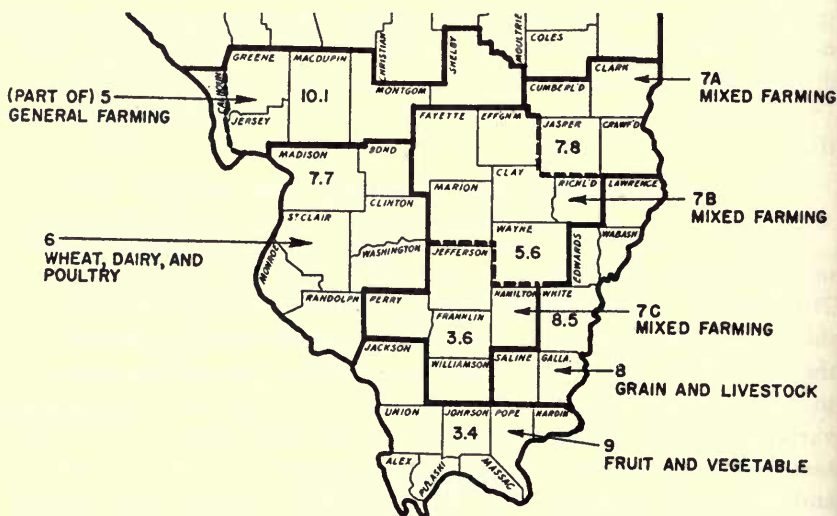 MOULTRIE
COLES
CHRISTIAN
SHELBY
GREENE
MACOUPIN
CLARK
MONTGOM
CUMBERL'D
7A
MIXED FARMING
(PART OF) 5
GENERAL FARMING
CALHOUN
JERSEY
10.1
FAYETTE
EFFGNM
JASPER
CRAWF'D
7.8
MADISON
BOND
7.7
CLAY
RICHL'D
LAWRENCE
MARION
CLINTON
7B
MIXED FARMING
ST CLAIR
WAYNE
EDWARDS
WABASH
5.6
6
WHEAT, DAIRY, AND
POULTRY
MONROE
WASHINGTON
JEFFERSON
RANDOLPH
PERRY
HAMILTON
WHITE
8.5
7C
MIXED FARMING
FRANKLIN
3.6
JACKSON
WILLIAMSON
SALINE
GALLA.
8
GRAIN AND LIVESTOCK
UNION
JOHNSON
POPE
HARDIN
3.4
9
FRUIT AND VEGETABLE
ALEX
PULASKI
MASSAC